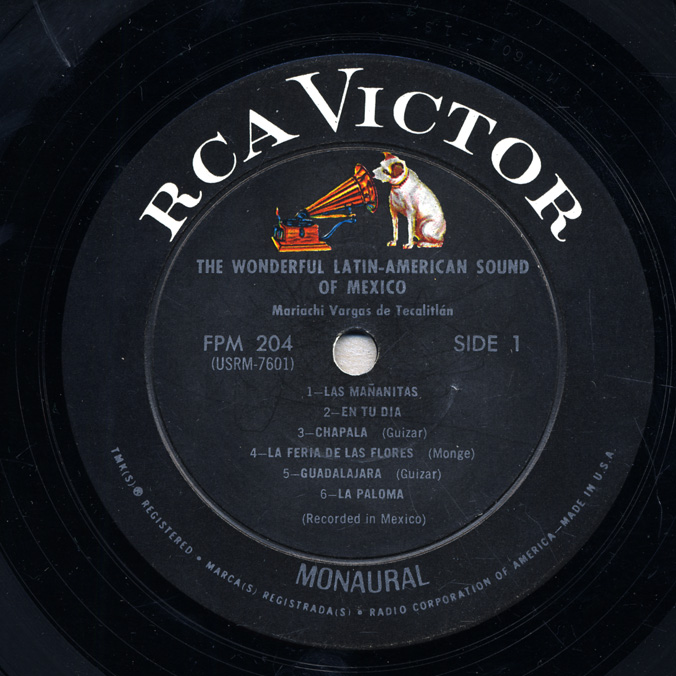 RCA VICTOR
THE WONDERFUL LATIN-AMERICAN SOUND
OF MEXICO
Mariachi Vargas de Tecalitlán
FPM 204
(USRM-7601)
SIDE 1
1—LAS MAÑANITAS
2—EN TU DIA
3—CHAPALA (Guizar)
4—LA FERIA DE LAS FLORES (Monge)
5—GUADALAJARA (Guizar)
6—LA PALOMA
(Recorded in Mexico)
MONAURAL
TMK(S) ® REGISTERED • MARCA(S) REGISTRADA(S) • RADIO CORPORATION OF AMERICA—MADE IN U.S.A.